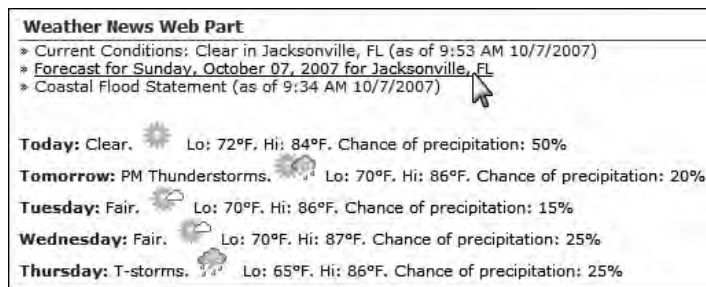 Weather News Web Part
» Current Conditions: Clear in Jacksonville, FL (as of 9:53 AM 10/7/2007)
» Forecast for Sunday, October 07, 2007 for Jacksonville, FL
» Coastal Flood Statement (as of 9:34 AM 10/7/2007)
Today: Clear. Lo: 72°F. Hi: 84°F. Chance of precipitation: 50%
Tomorrow: PM Thunderstorms. Lo: 70°F. Hi: 86°F. Chance of precipitation: 20%
Tuesday: Fair. Lo: 70°F. Hi: 86°F. Chance of precipitation: 15%
Wednesday: Fair. Lo: 70°F. Hi: 87°F. Chance of precipitation: 25%
Thursday: T-storms. Lo: 65°F. Hi: 86°F. Chance of precipitation: 25%